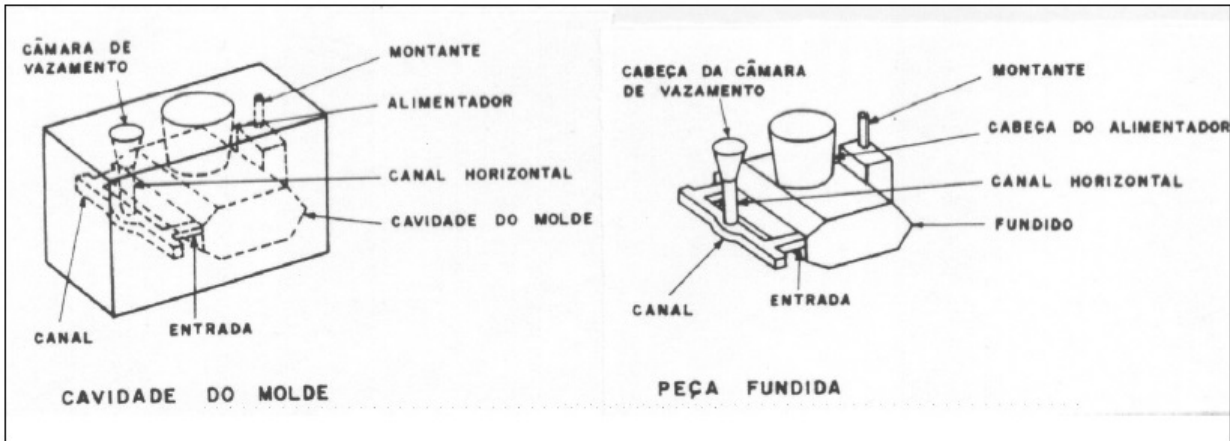 CÂMARA DE
VAZAMENTO
MONTANTE
ALIMENTADOR
CANAL HORIZONTAL
CAVIDADE DO MOLDE
CANAL
ENTRADA
CAVIDADE DO MOLDE
CABEÇA DA CÂMARA
DE VAZAMENTO
MONTANTE
CABEÇA DO ALIMENTADOR
CANAL HORIZONTAL
FUNDIDO
ENTRADA
CANAL
PEÇA FUNDIDA